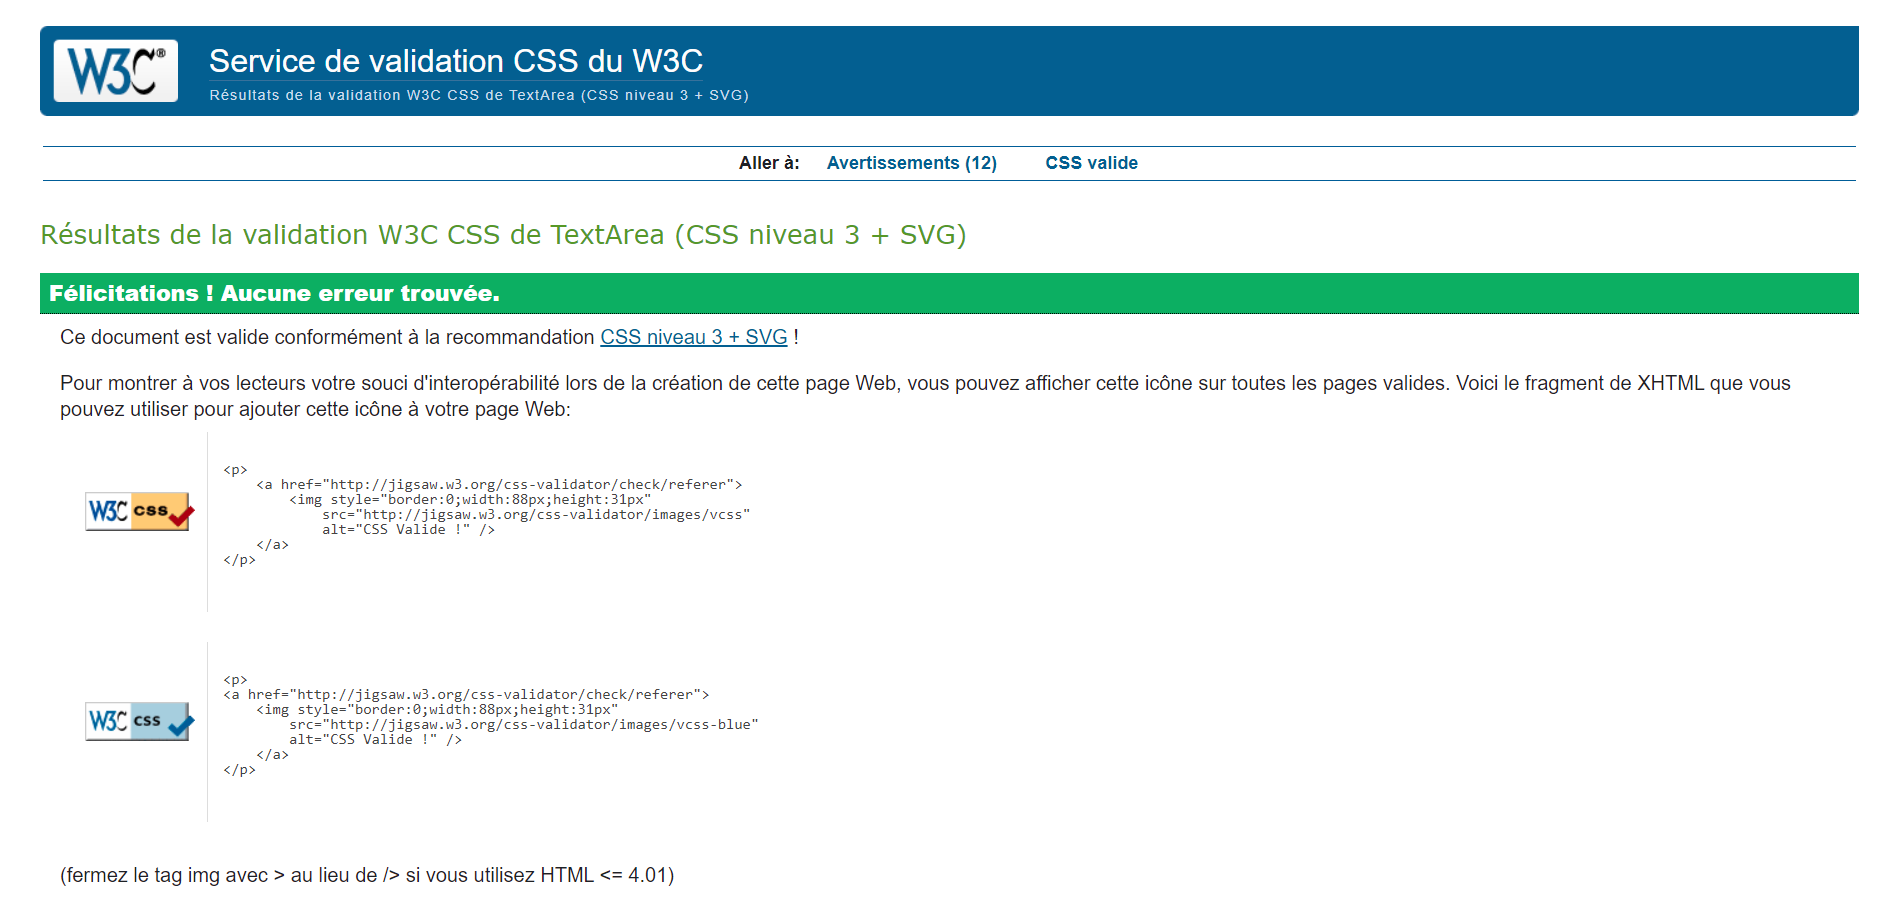 W3C®
Service de validation CSS du W3C
Résultats de la validation W3C CSS de TextArea (CSS niveau 3 + SVG)
Aller à: Avertissements (12) CSS valide
Résultats de la validation W3C CSS de TextArea (CSS niveau 3 + SVG)
Félicitations ! Aucune erreur trouvée.
Ce document est valide conformément à la recommandation CSS niveau 3 + SVG !
Pour montrer à vos lecteurs votre souci d'interopérabilité lors de la création de cette page Web, vous pouvez afficher cette icône sur toutes les pages valides. Voici le fragment de XHTML que vous
pouvez utiliser pour ajouter cette icône à votre page Web:
W3C css
<p>
<a href="http://jigsaw.w3.org/css-validator/check/referer">
<img style="border:0;width:88px;height:31px"
src="http://jigsaw.w3.org/css-validator/images/vcss"
alt="CSS Valide !" />
</a>
</p>
W3C css
<p>
<a href="http://jigsaw.w3.org/css-validator/check/referer">
<img style="border:0;width:88px;height:31px"
src="http://jigsaw.w3.org/css-validator/images/vcss-blue"
alt="CSS Valide !" />
</a>
</p>
(fermez le tag img avec > au lieu de /> si vous utilisez HTML <= 4.01)